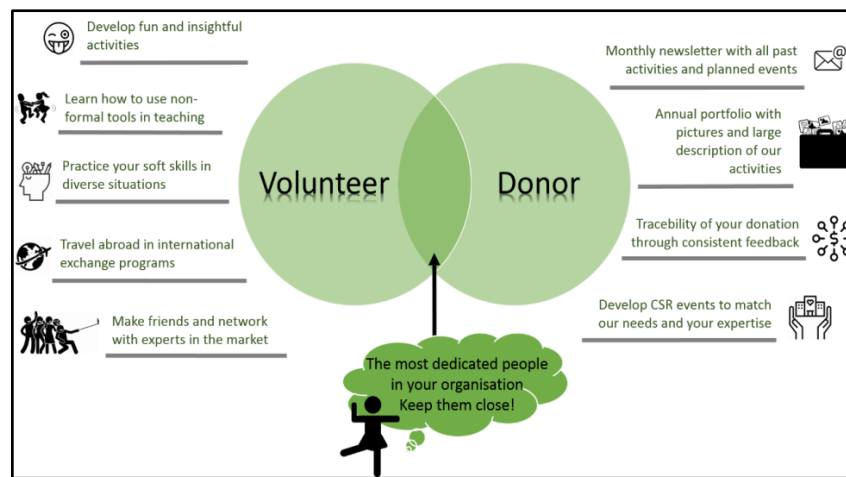 Develop fun and insightful
activities
Learn how to use non-
formal tools in teaching
Practice your soft skills in
diverse situations
Travel abroad in international
exchange programs
Make friends and network
with experts in the market
Volunteer
Donor
Monthly newsletter with all past
activities and planned events
Annual portfolio with
pictures and large
description of our
activities
Tracebility of your donation
through consistent feedback
Develop CSR events to match
our needs and your expertise
The most dedicated people
in your organisation
Keep them close!